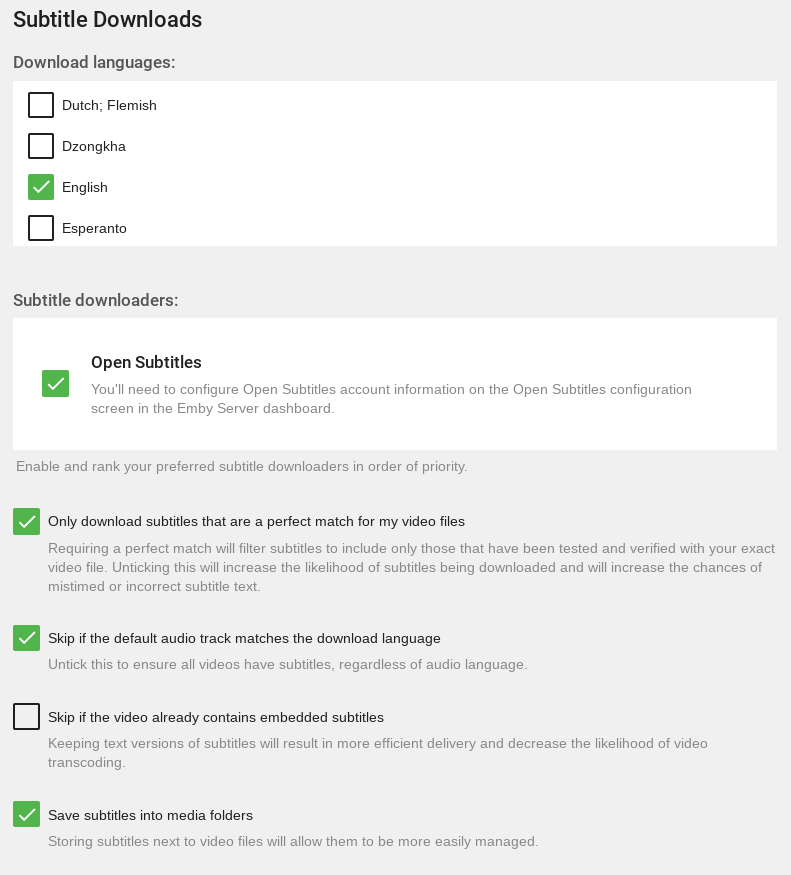 Subtitle Downloads
Download languages:
Dutch; Flemish
Dzongkha
English
Esperanto
Subtitle downloaders:
Open Subtitles
You'll need to configure Open Subtitles account information on the Open Subtitles configuration
screen in the Emby Server dashboard.
Enable and rank your preferred subtitle downloaders in order of priority.
Only download subtitles that are a perfect match for my video files
Requiring a perfect match will filter subtitles to include only those that have been tested and verified with your exact
video file. Unticking this will increase the likelihood of subtitles being downloaded and will increase the chances of
mistimed or incorrect subtitle text.
Skip if the default audio track matches the download language
Untick this to ensure all videos have subtitles, regardless of audio language.
Skip if the video already contains embedded subtitles
Keeping text versions of subtitles will result in more efficient delivery and decrease the likelihood of video
transcoding.
Save subtitles into media folders
Storing subtitles next to video files will allow them to be more easily managed.